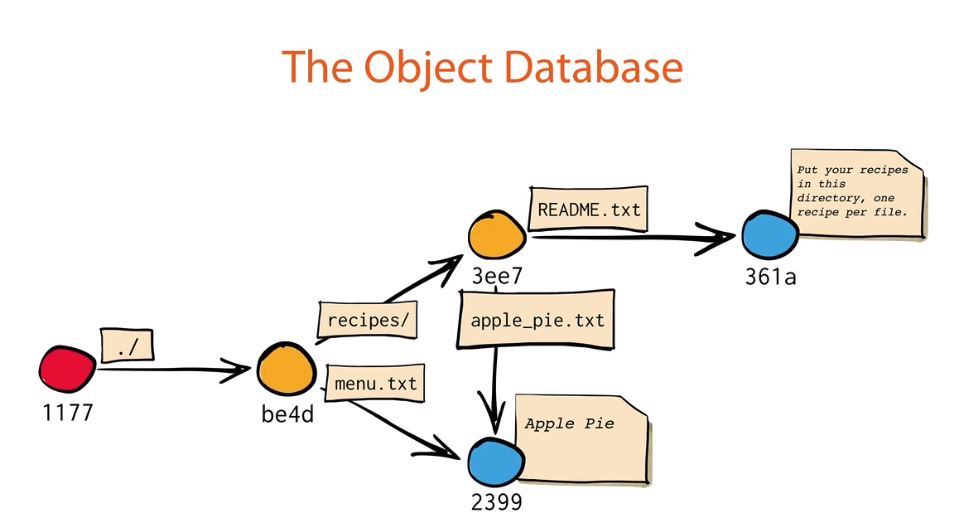 The Object Database
Put your recipes
in this
directory, one
recipe per file.
README.txt
3ee7
361a
recipes/
apple_pie.txt
./
menu.txt
1177
be4d
Apple Pie
2399